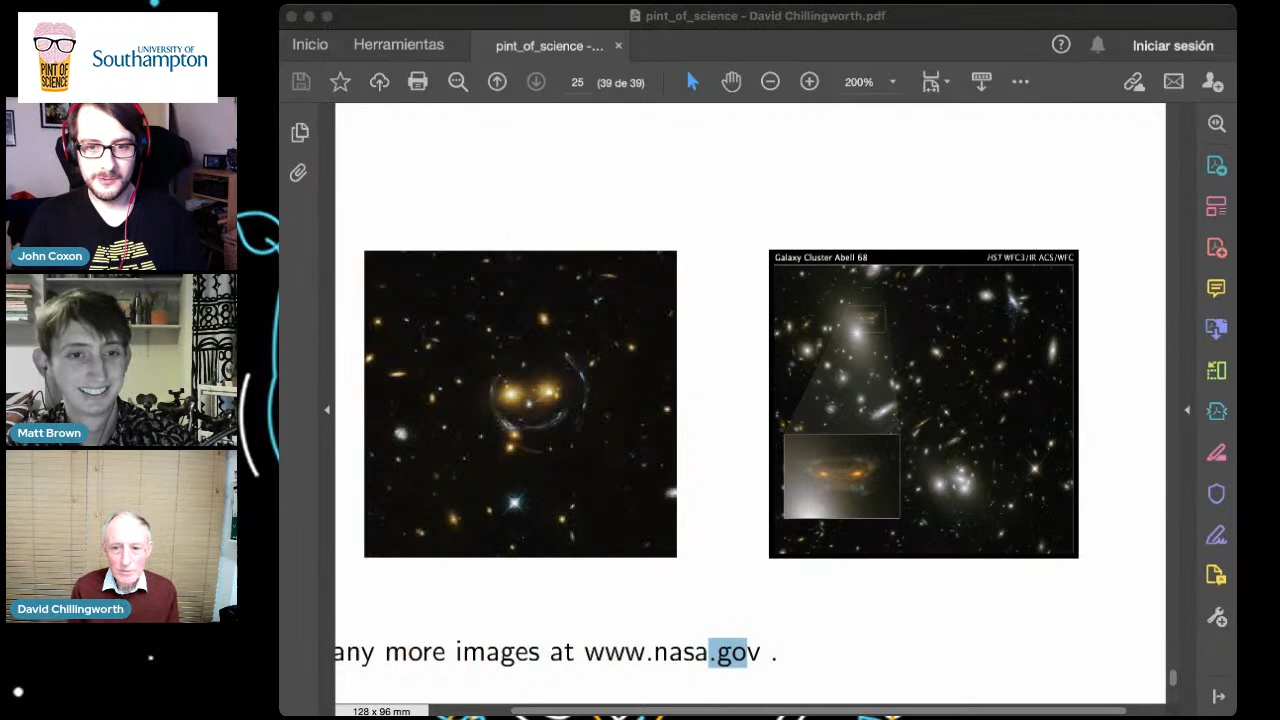 PINT OF SCIENCE
UNIVERSITY OF
Southampton
John Coxon
Matt Brown
David Chillingworth
pint_of_science - David Chillingworth.pdf
Inicio
Herramientas
pint_of_science -...
Iniciar sesión
25
(39 de 39)
200%
Galaxy Cluster Abell 68
HST WFC3/IR ACS/WFC
any more images at www.nasa.gov .
128 x 96 mm